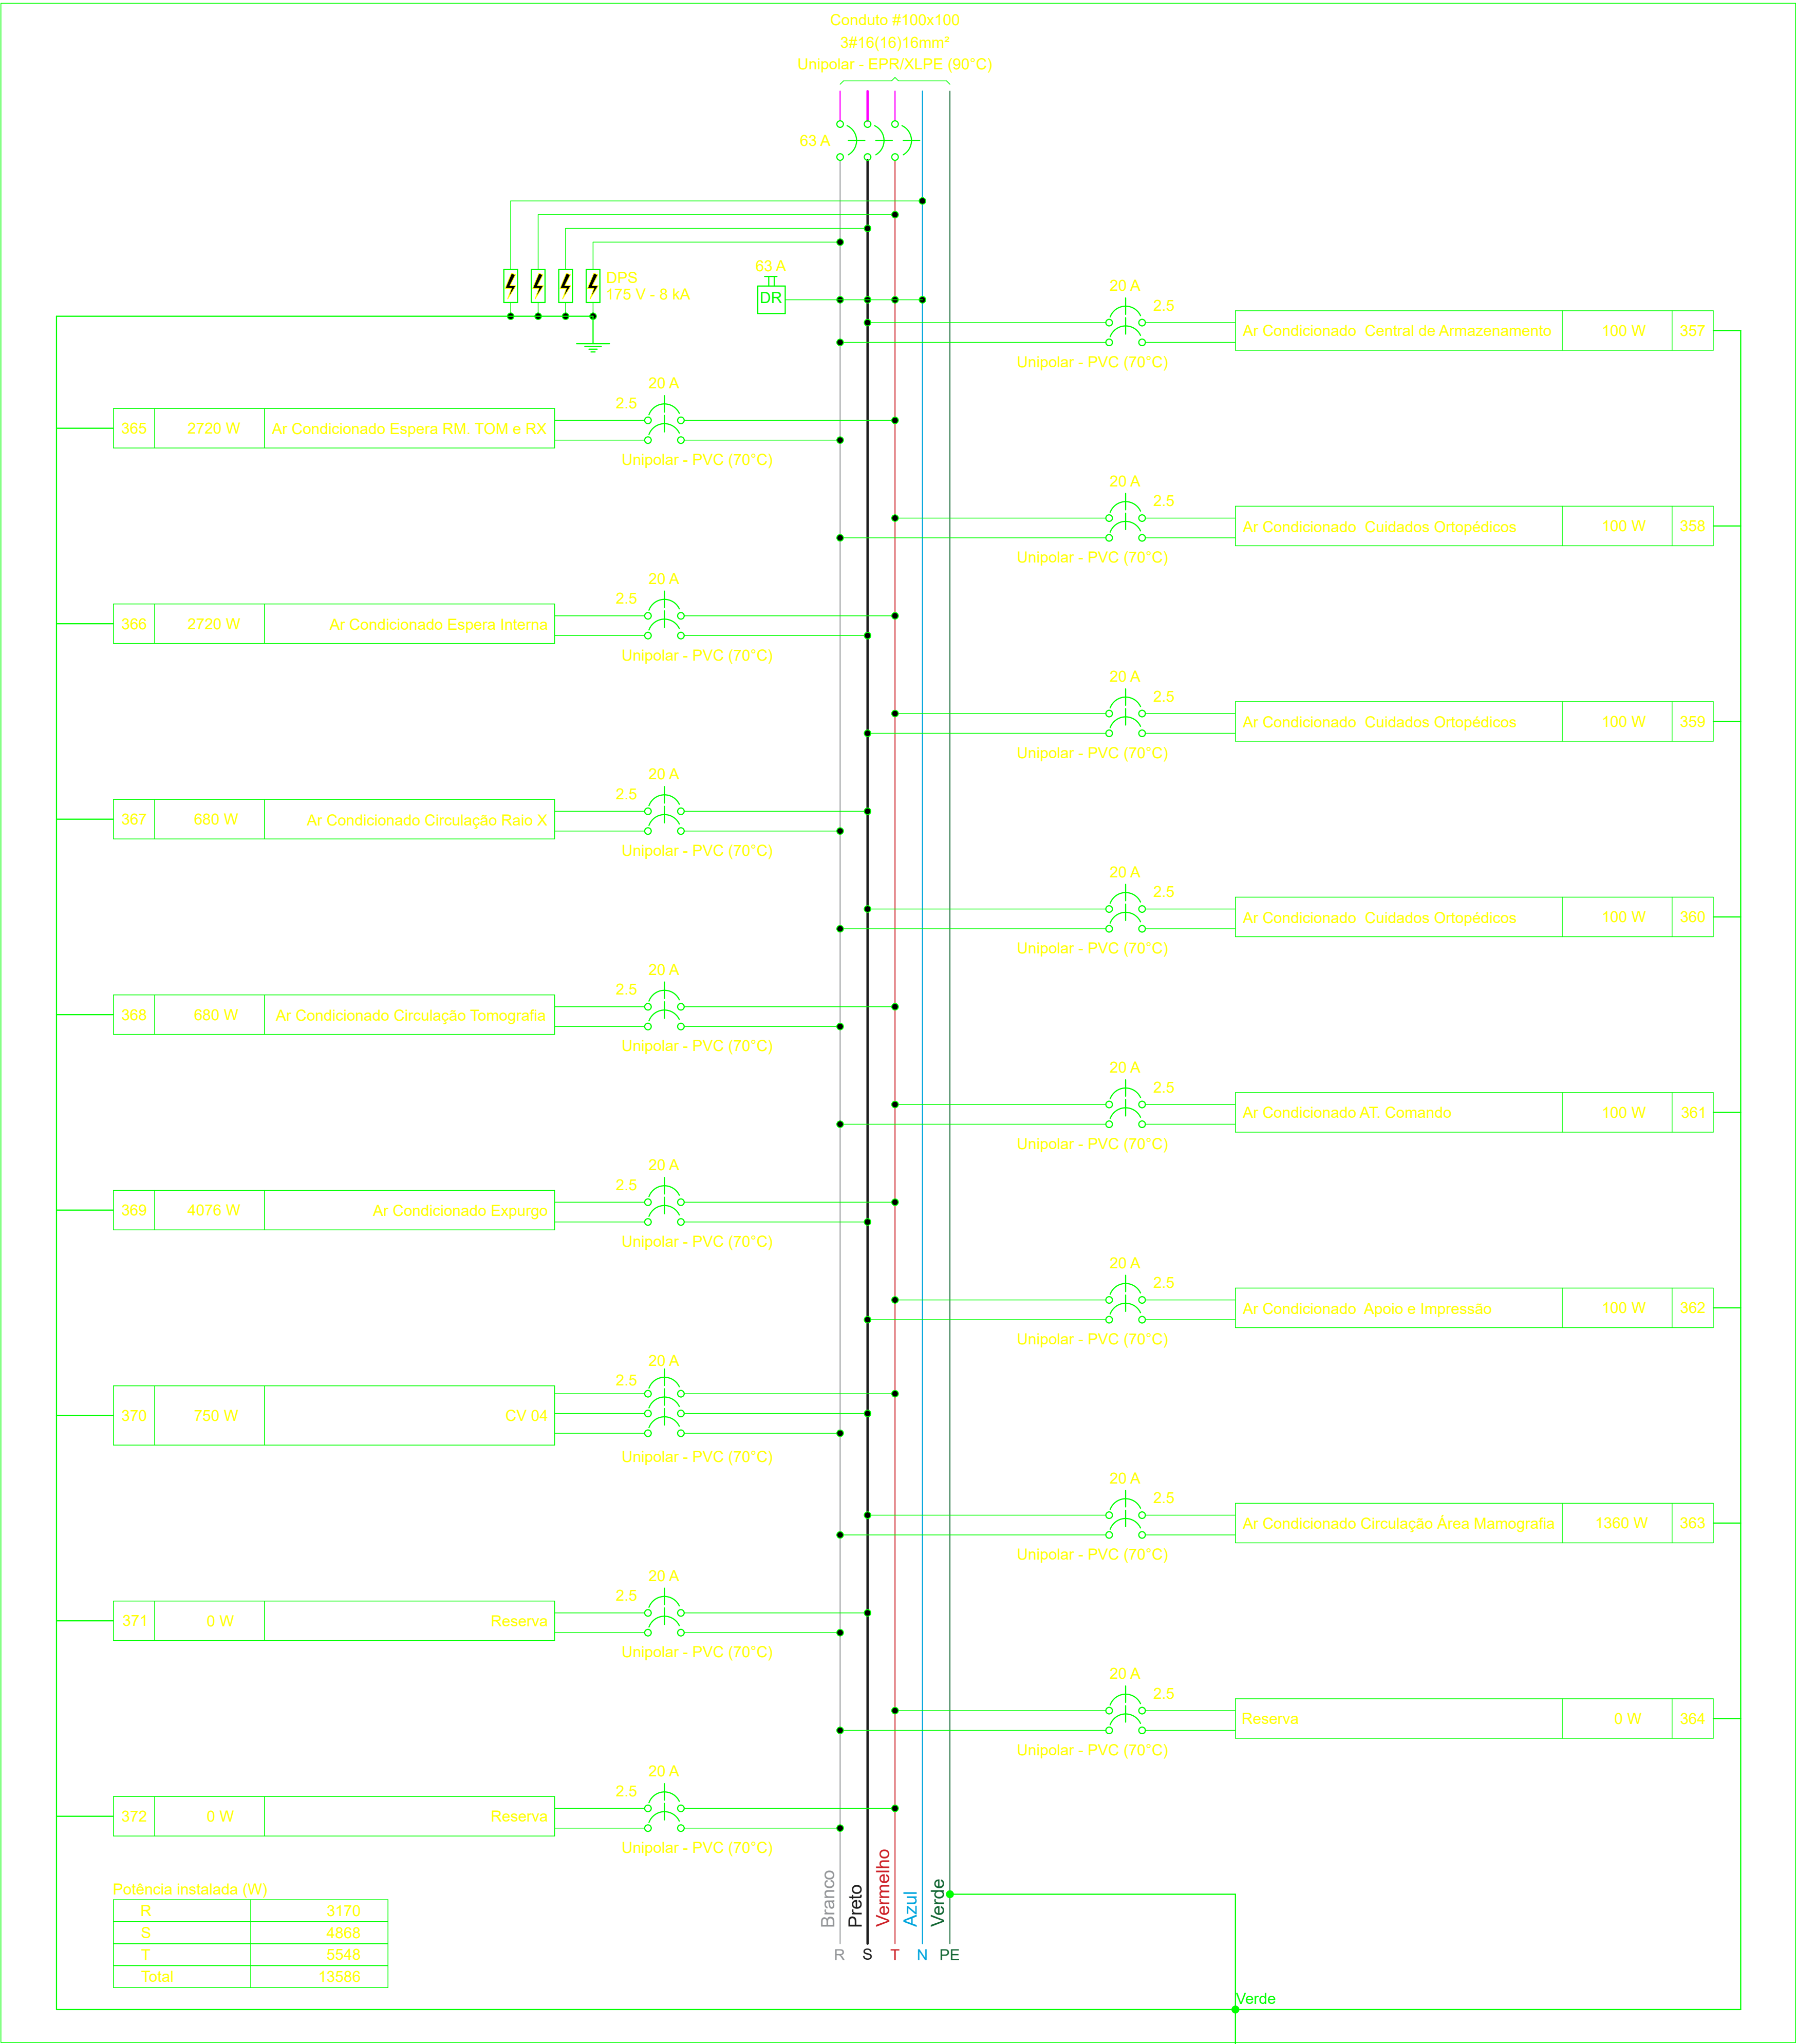 Conduto #100x100
3#16(16)16mm²
Unipolar - EPR/XLPE (90°C)
63 A
DPS
175 V - 8 kA
63 A
DR
20 A
2.5
Ar Condicionado  Central de Armazenamento 100 W 357
Unipolar - PVC (70°C)
20 A
2.5
365 2720 W Ar Condicionado Espera RM. TOM e RX
Unipolar - PVC (70°C)
20 A
2.5
Ar Condicionado  Cuidados Ortopédicos 100 W 358
Unipolar - PVC (70°C)
20 A
2.5
366 2720 W Ar Condicionado Espera Interna
Unipolar - PVC (70°C)
20 A
2.5
Ar Condicionado  Cuidados Ortopédicos 100 W 359
Unipolar - PVC (70°C)
20 A
2.5
367 680 W Ar Condicionado Circulação Raio X
Unipolar - PVC (70°C)
20 A
2.5
Ar Condicionado  Cuidados Ortopédicos 100 W 360
Unipolar - PVC (70°C)
20 A
2.5
368 680 W Ar Condicionado Circulação Tomografia
Unipolar - PVC (70°C)
20 A
2.5
Ar Condicionado AT. Comando 100 W 361
Unipolar - PVC (70°C)
20 A
2.5
369 4076 W Ar Condicionado Expurgo
Unipolar - PVC (70°C)
20 A
2.5
Ar Condicionado  Apoio e Impressão 100 W 362
Unipolar - PVC (70°C)
20 A
2.5
370 750 W CV 04
Unipolar - PVC (70°C)
20 A
2.5
Ar Condicionado Circulação Área Mamografia 1360 W 363
Unipolar - PVC (70°C)
20 A
2.5
371 0 W Reserva
Unipolar - PVC (70°C)
20 A
2.5
Reserva 0 W 364
Unipolar - PVC (70°C)
20 A
2.5
372 0 W Reserva
Unipolar - PVC (70°C)
Branco
Preto
Vermelho
Azul
Verde
R S T N PE
Potência instalada (W)
R 3170
S 4868
T 5548
Total 13586
Verde